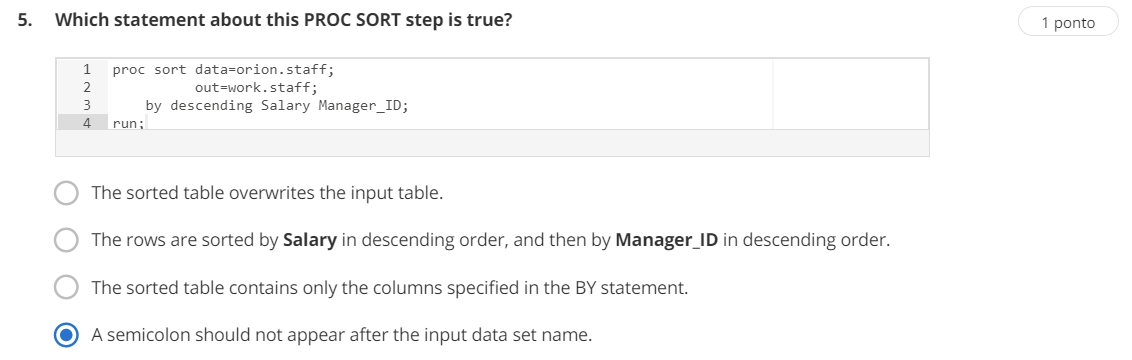 5. Which statement about this PROC SORT step is true?
1 ponto
1 proc sort data=orion.staff;
2 out=work.staff;
3 by descending Salary Manager_ID;
4 run;
The sorted table overwrites the input table.
The rows are sorted by Salary in descending order, and then by Manager_ID in descending order.
The sorted table contains only the columns specified in the BY statement.
A semicolon should not appear after the input data set name.